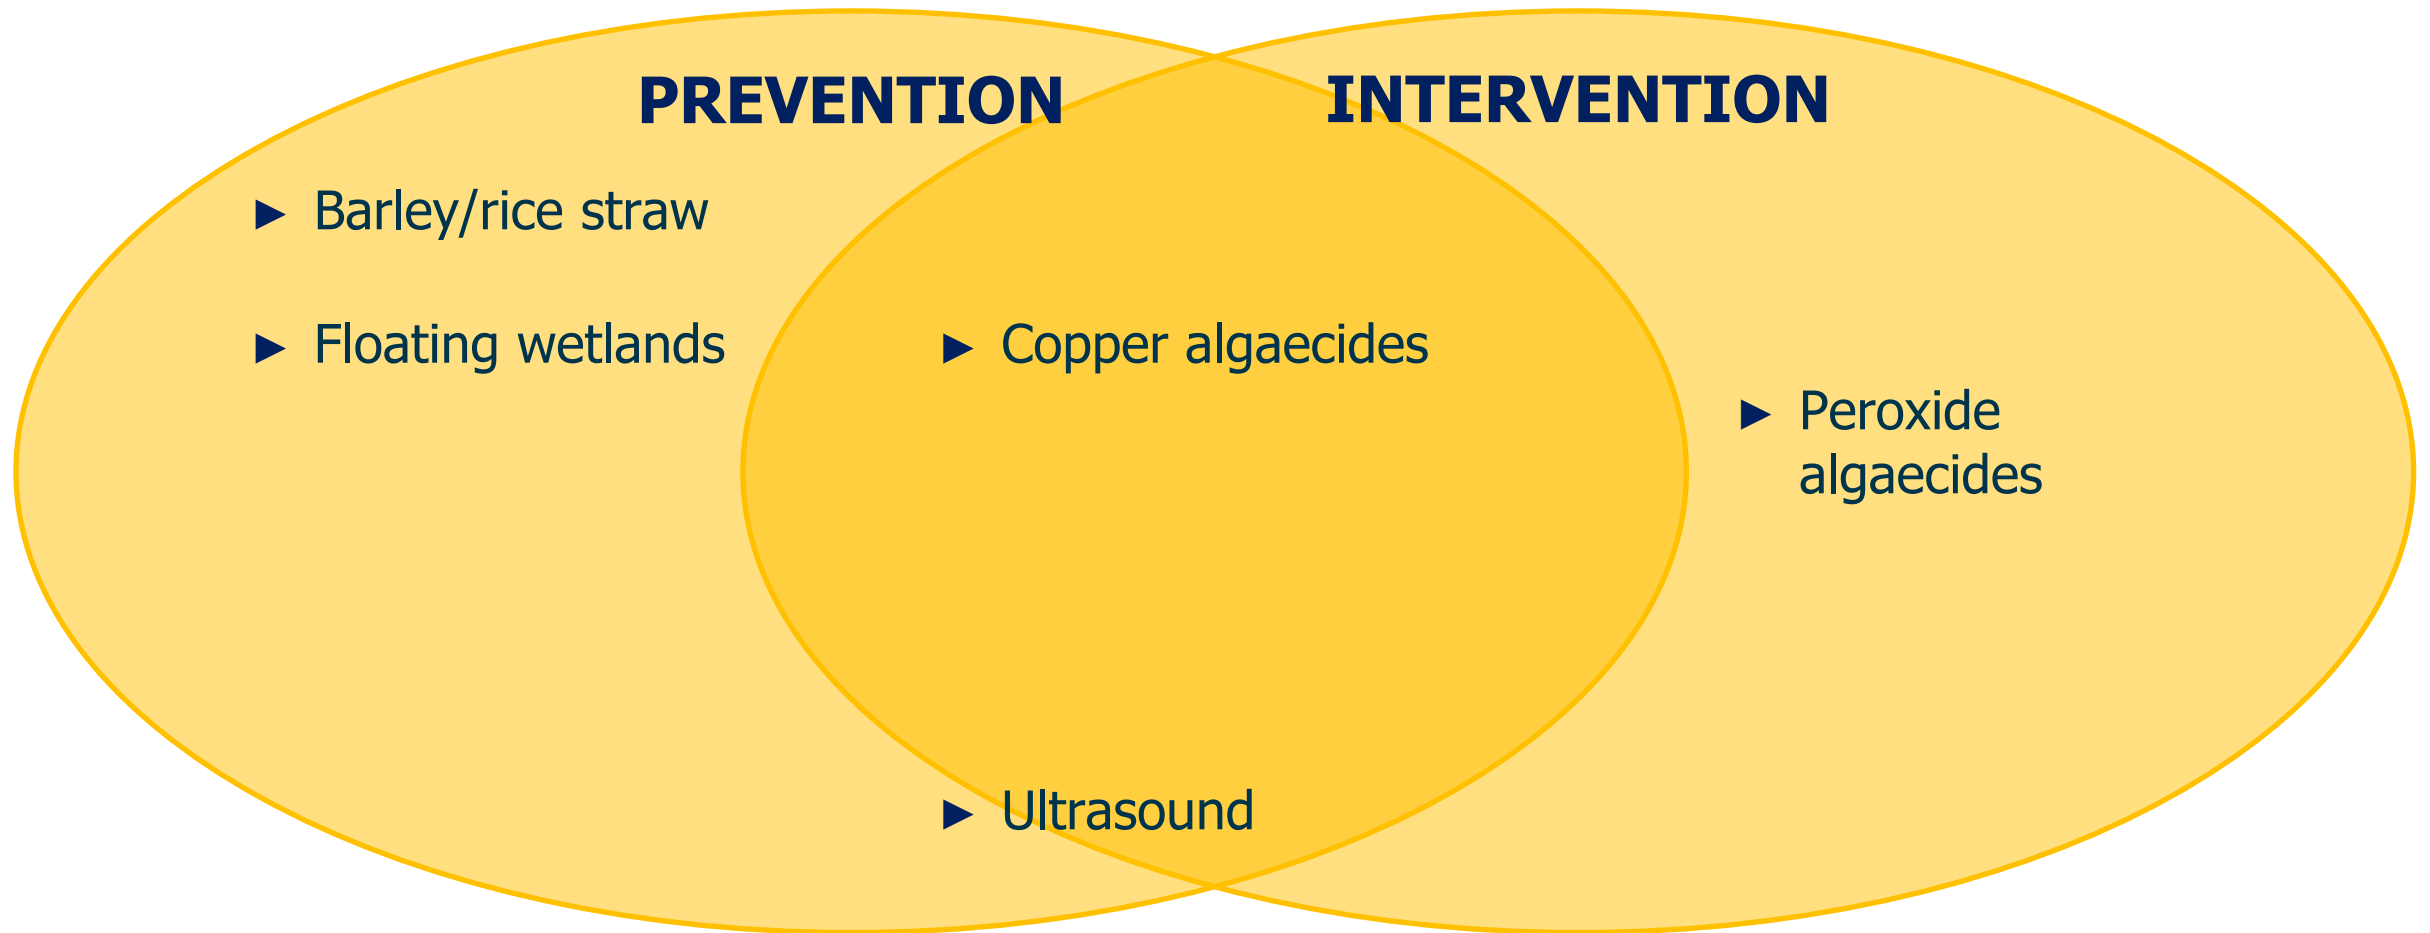 PREVENTION
INTERVENTION
► Barley/rice straw
► Floating wetlands
► Copper algaecides
► Peroxide
algaecides
► Ultrasound